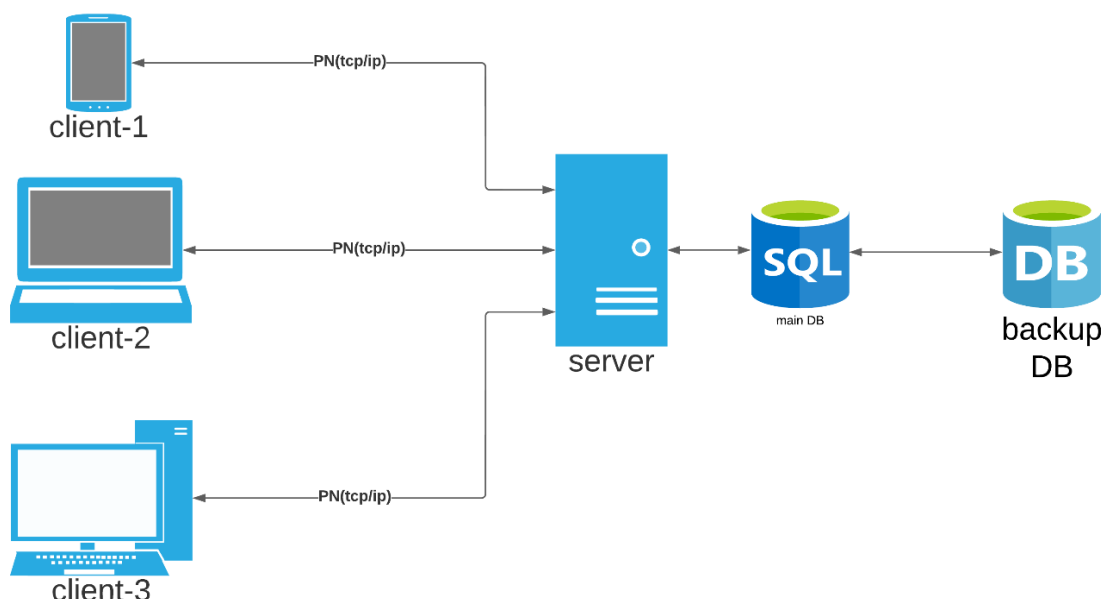 PN(tcp/ip)
client-1
PN(tcp/ip)
client-2
server
SQL
main DB
DB
backup
DB
PN(tcp/ip)
client-3